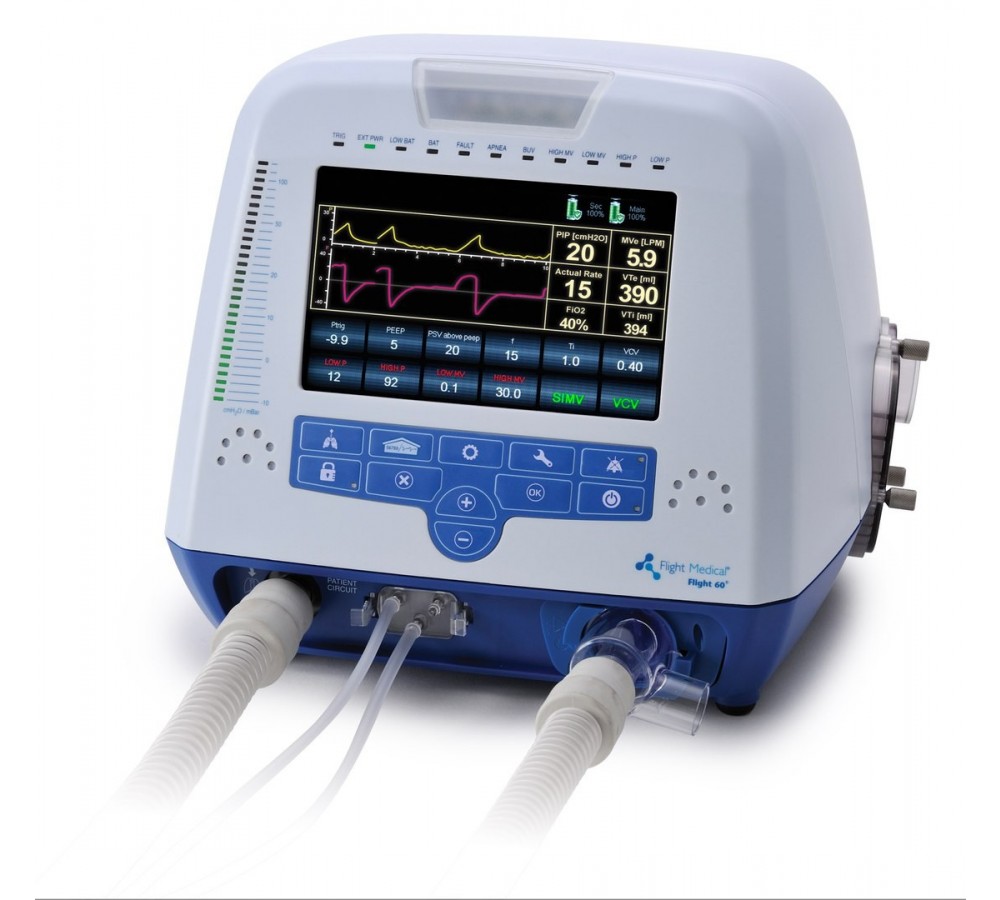 TRIG EXT PWR LOW BAT BAT FAULT APNEA BUV HIGH MV LOW MV HIGH P LOW P
Sec 100% Main 100%
PIP [cmH2O] MVe [LPM]
20 5.9
Actual Rate VTe [ml]
15 390
FiO2 VTi [ml]
40% 394
Ptrig PEEP PSV above peep f Ti VCV
-9.9 5 20 15 1.0 0.40
LOW P HIGH P LOW MV HIGH MV
12 92 0.1 30.0 SIMV VCV
100
50
20
10
0
-10
cmH2O / mBar
OK
Flight Medical®
Flight 60®
PATIENT
CIRCUIT